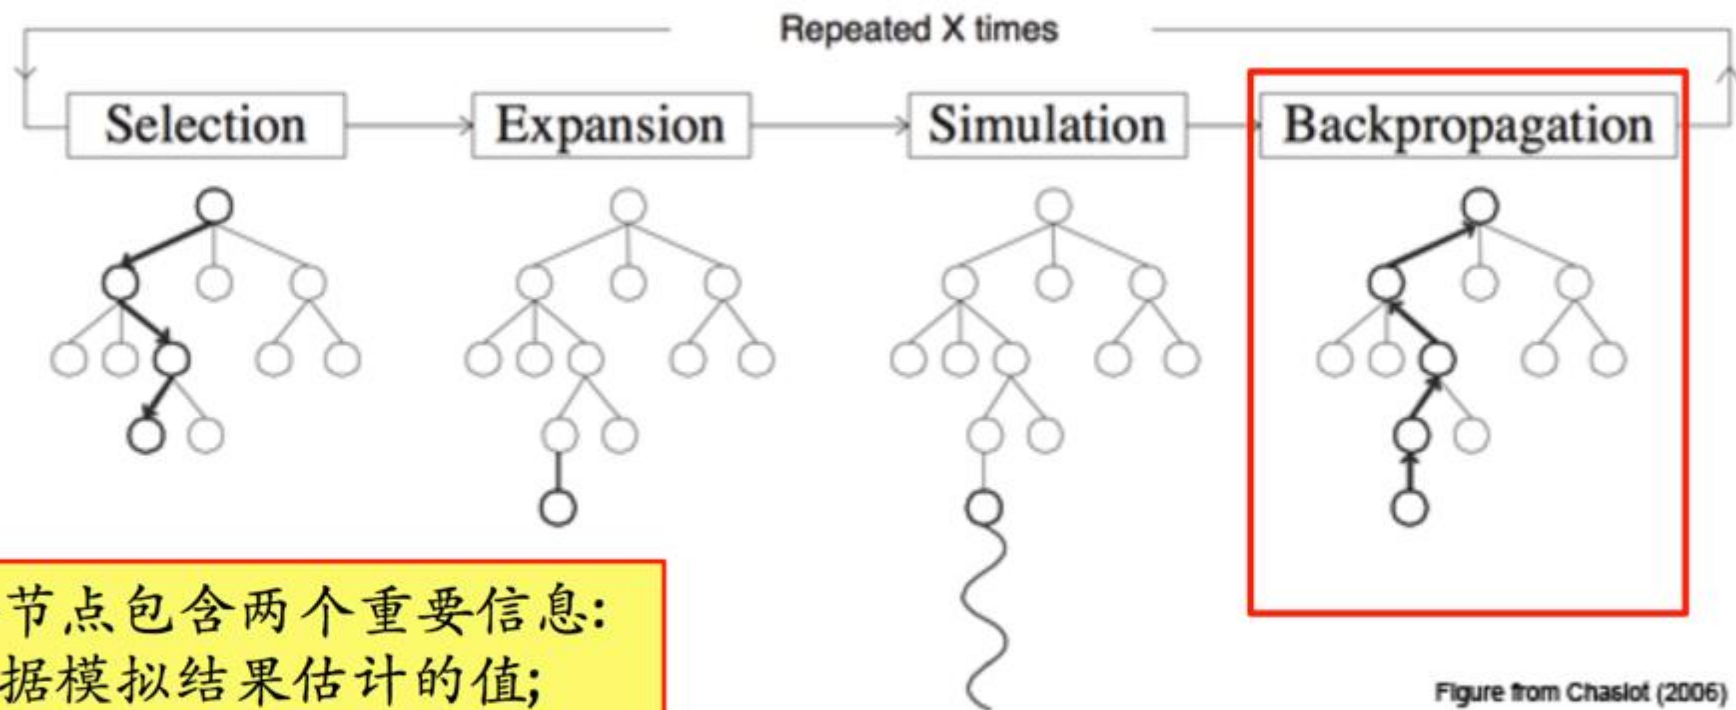 Repeated X times
Selection Expansion Simulation Backpropagation
节点包含两个重要信息:
据模拟结果估计的值;
Figure from Chaslot (2006)